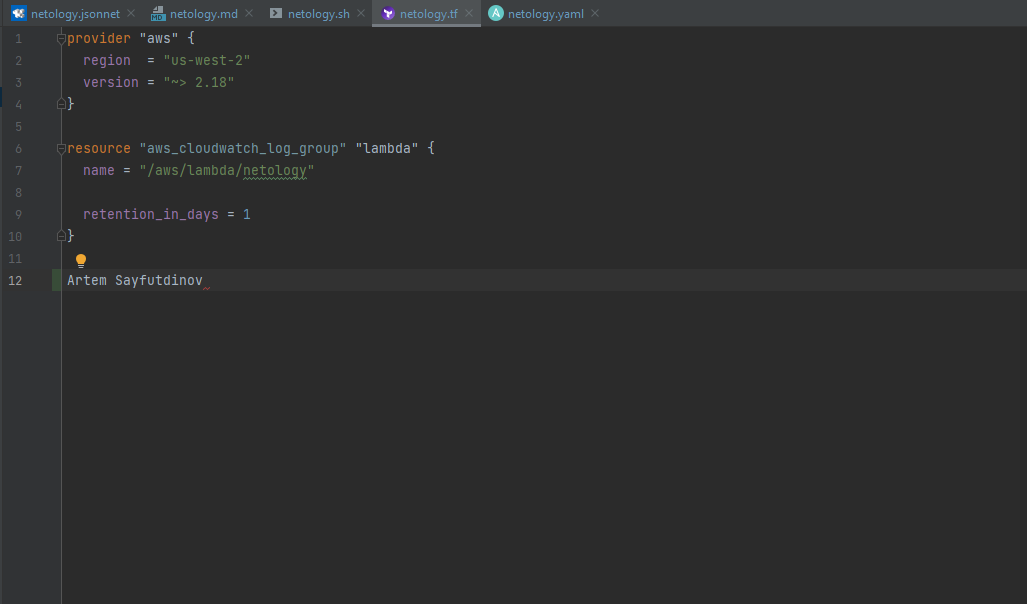 netology.jsonnet netology.md netology.sh netology.tf netology.yaml
1 provider "aws" {
2   region  = "us-west-2"
3   version = "~> 2.18"
4 }
5
6 resource "aws_cloudwatch_log_group" "lambda" {
7   name = "/aws/lambda/netology"
8
9   retention_in_days = 1
10 }
11
12 Artem Sayfutdinov